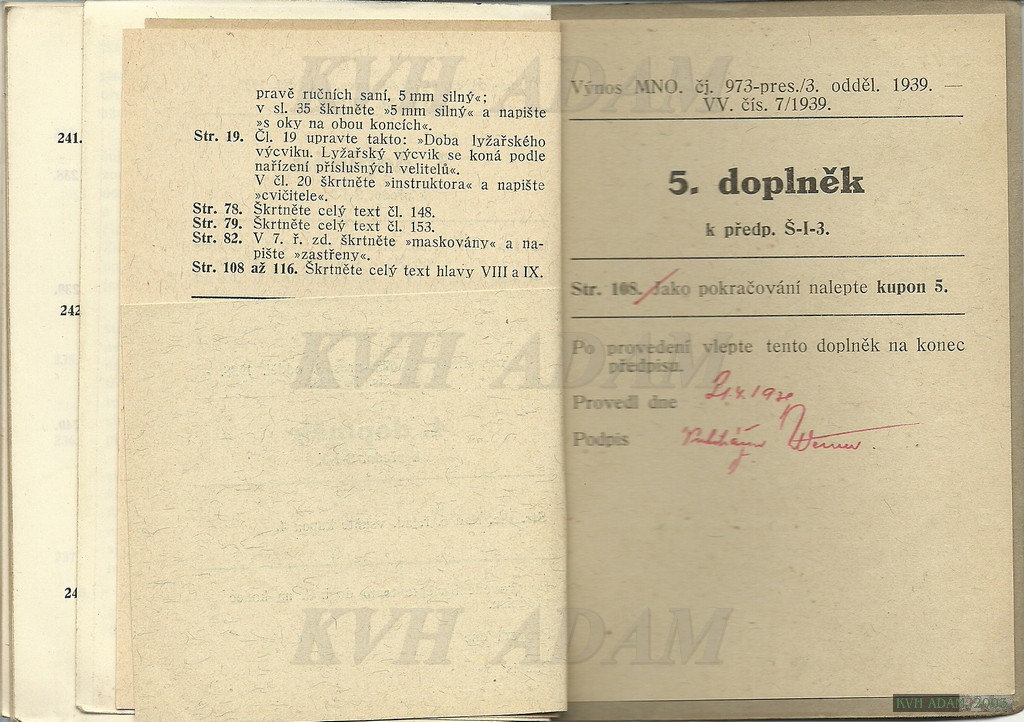 241.
242
24
pravě ručních saní, 5 mm silný«;
v sl. 35 škrtněte »5 mm silný« a napište
»s oky na obou koncích«.
Str. 19. Čl. 19 upravte takto: »Doba lyžařského
výcviku. Lyžařský výcvik se koná podle
nařízení příslušných velitelů«.
V čl. 20 škrtněte »instruktora« a napište
»cvičitele«.
Str. 78. Škrtněte celý text čl. 148.
Str. 79. Škrtněte celý text čl. 153.
Str. 82. V 7. ř. zd. škrtněte »maskovány« a na-
pište »zastřeny«.
Str. 108 až 116. Škrtněte celý text hlavy VIII a IX.
Výnos MNO. čj. 973-pres./3. odděl. 1939. —
VV. čís. 7/1939.
5. doplněk
k předp. Š-I-3.
Str. 108. Jako pokračování nalepte kupon 5.
Po provedení vlepte tento doplněk na konec
předpisu.
Provedl dne
Podpis
KVH ADAM
KVH ADAM
KVH ADAM
KVH ADAM